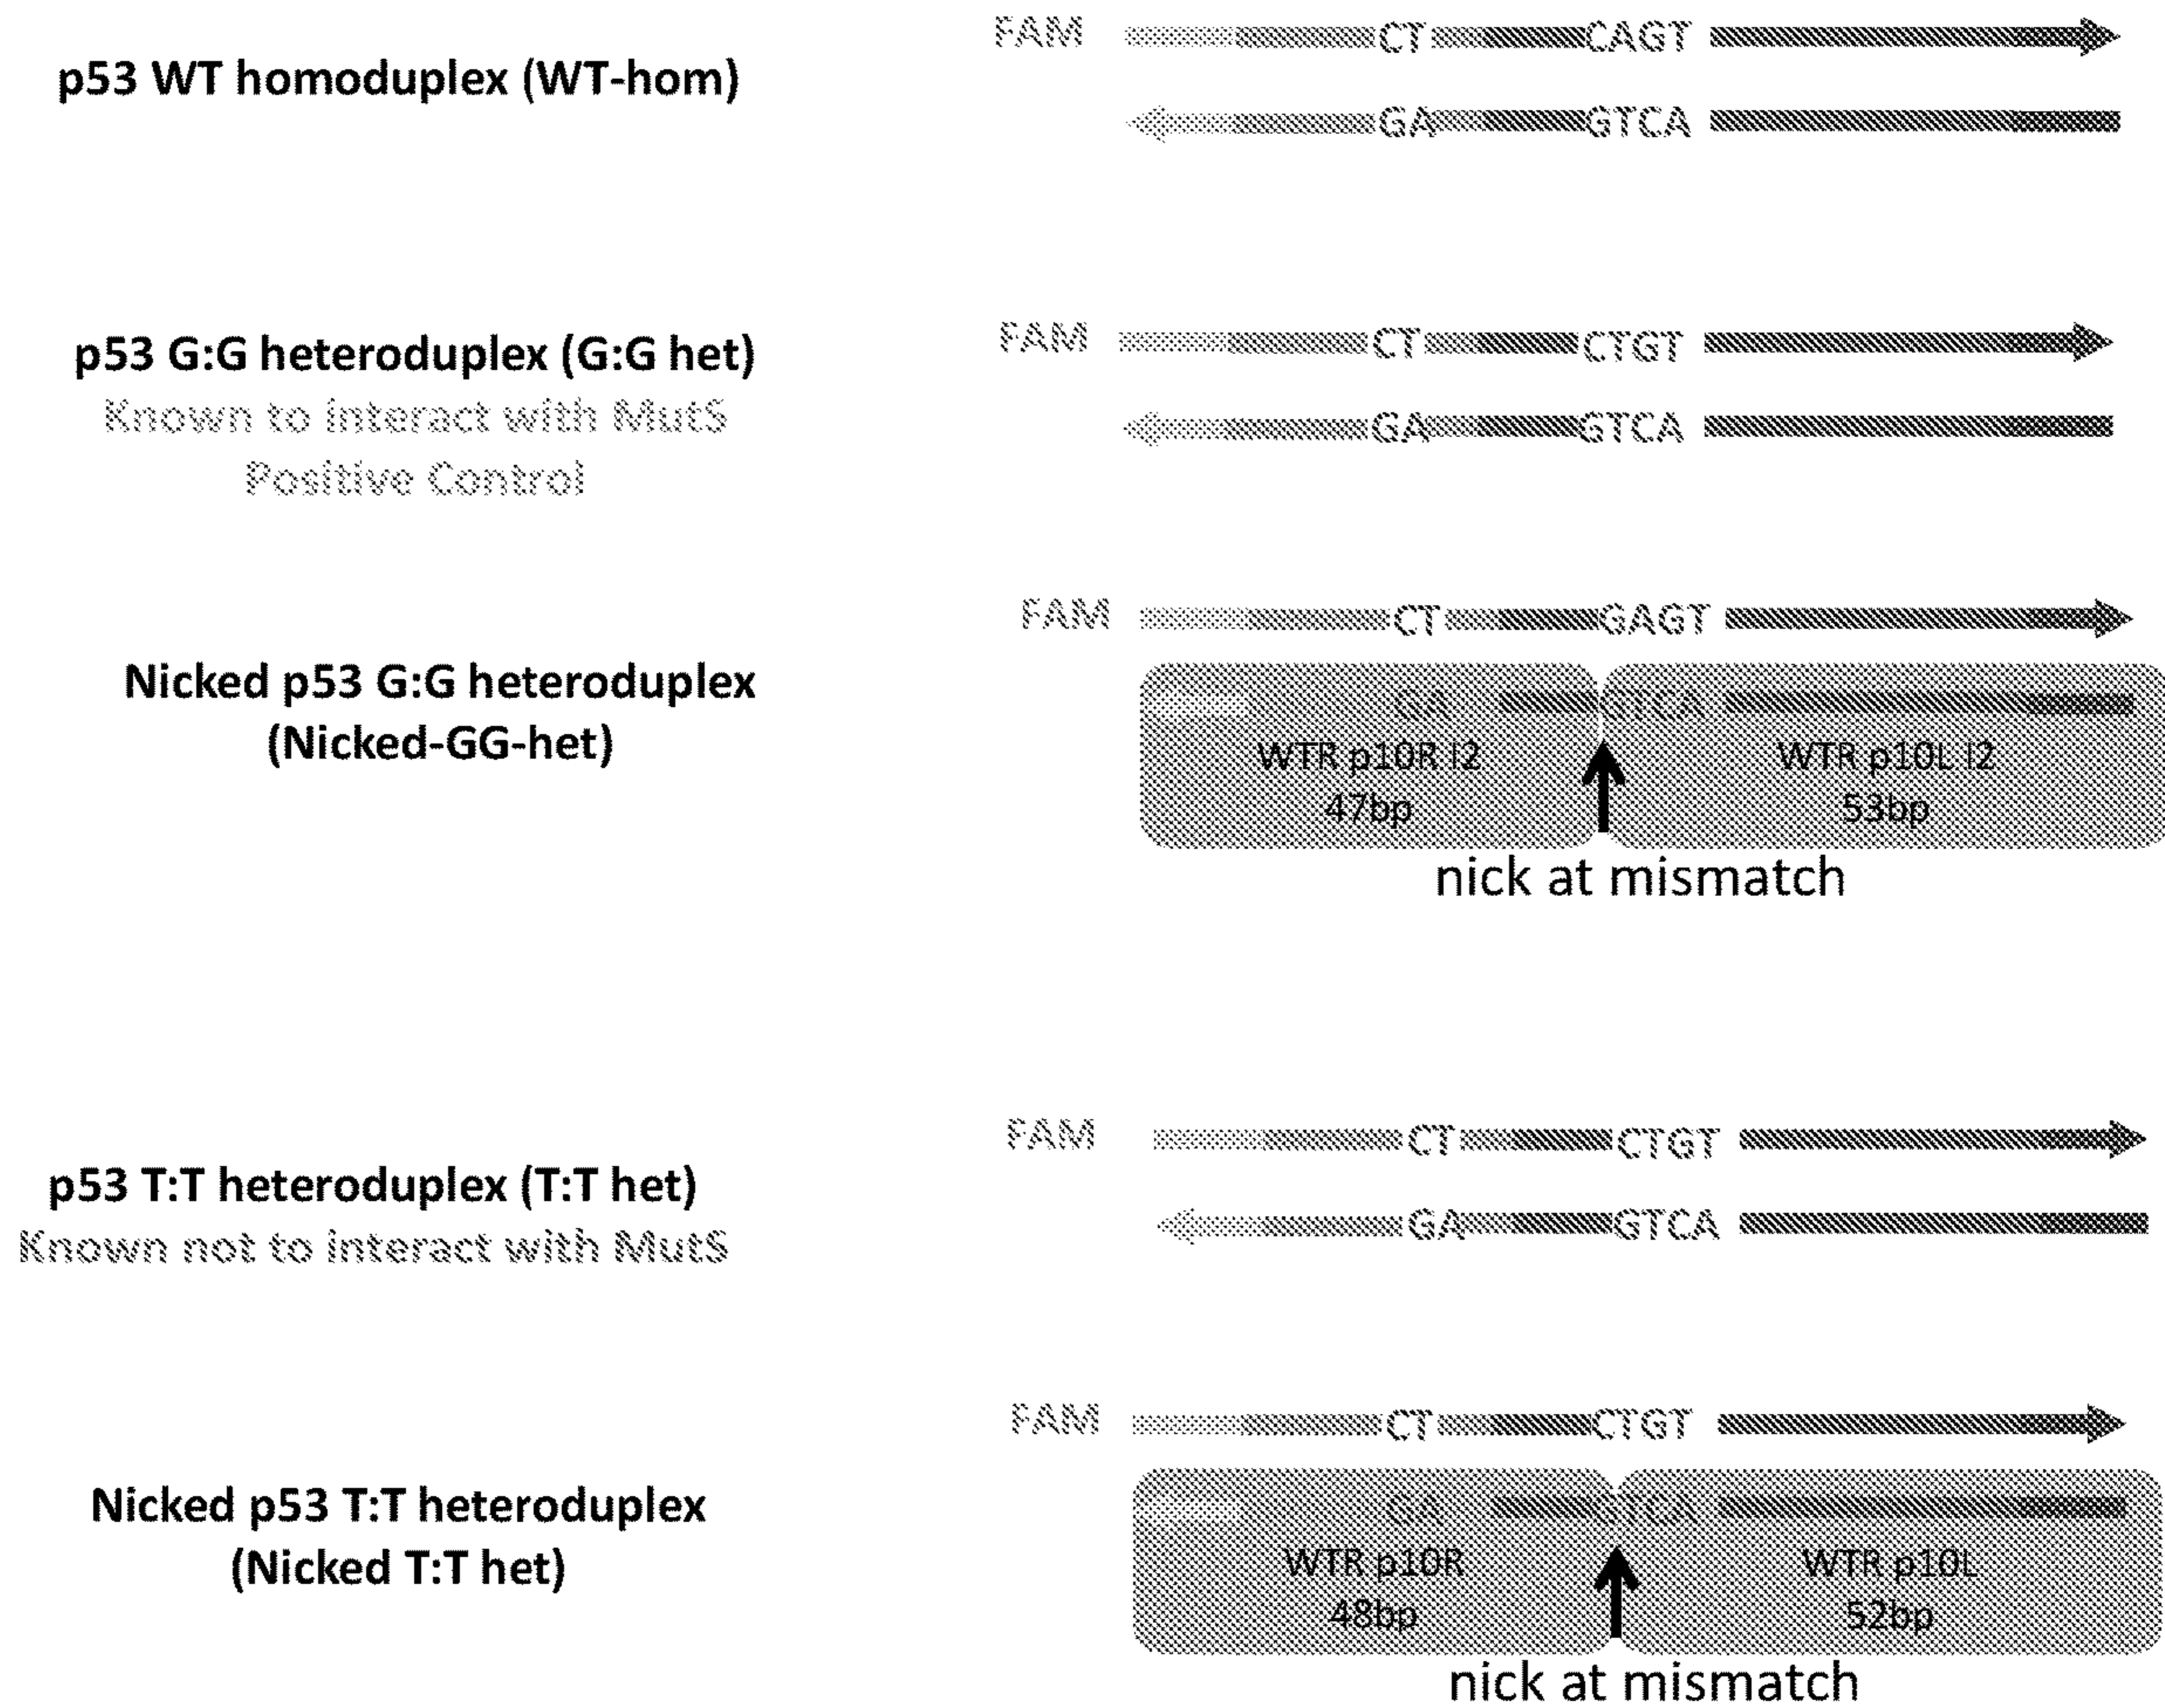 FAM CT CAGT
p53 WT homoduplex (WT-hom)
GA GTCA
FAM CT CTGT
p53 G:G heteroduplex (G:G het)
Known to interact with MutS
GA GTCA
Positive Control
FAM CT GAGT
Nicked p53 G:G heteroduplex
(Nicked-GG-het)
GA GTCA
WTR p10R I2 WTR p10L I2
47bp 53bp
nick at mismatch
FAM CT CTGT
p53 T:T heteroduplex (T:T het)
Known not to interact with MutS
GA GTCA
FAM CT CTGT
Nicked p53 T:T heteroduplex
(Nicked T:T het)
GA GTCA
WTR p10R WTR p10L
48bp 52bp
nick at mismatch